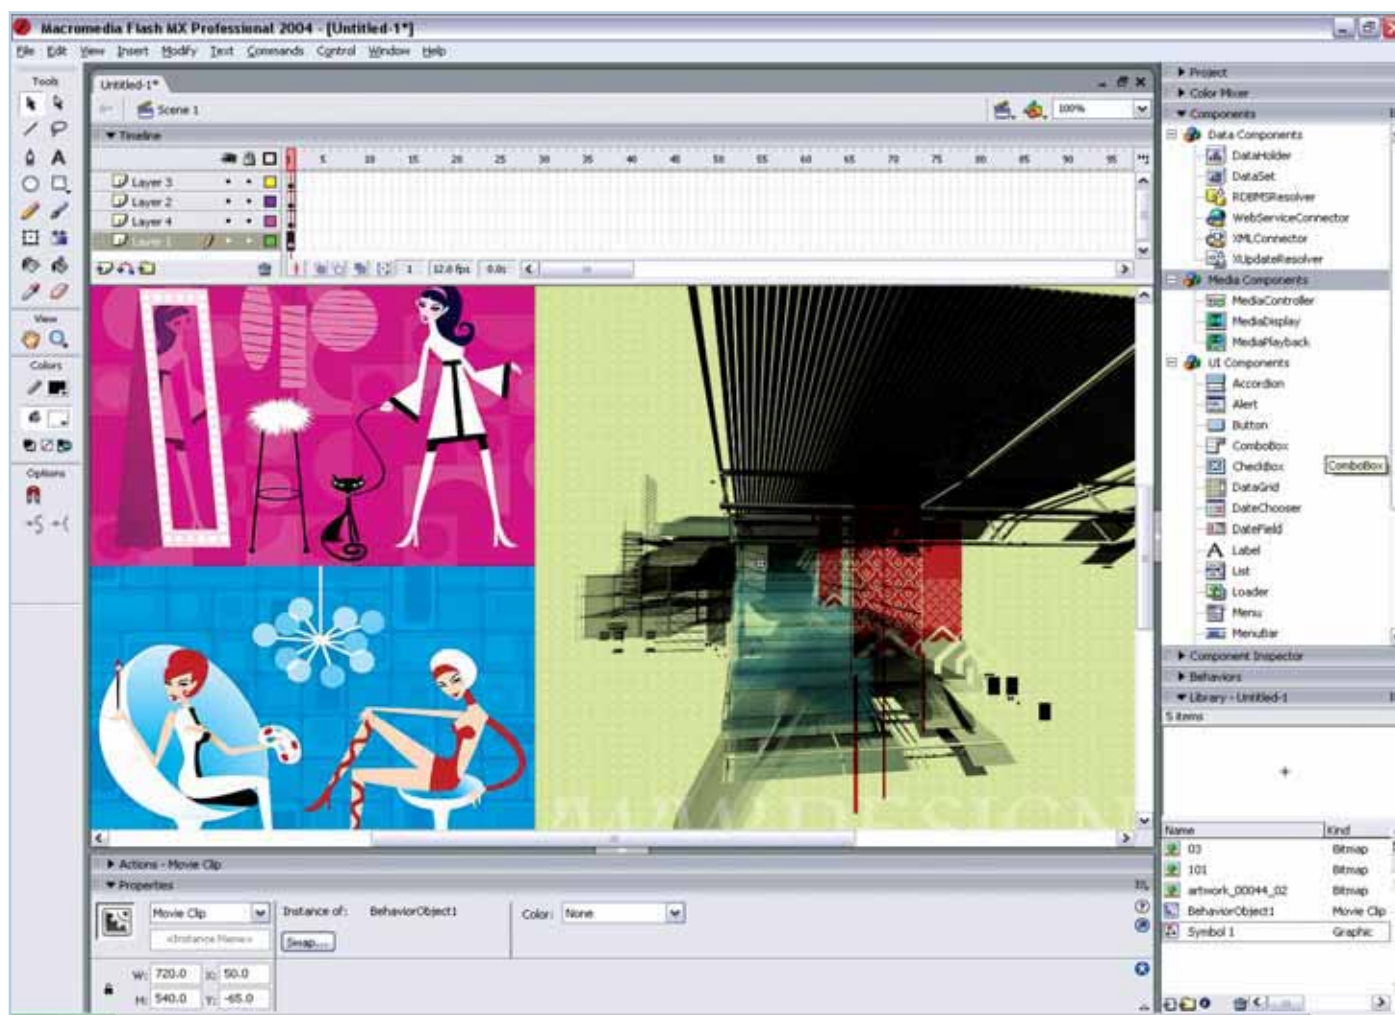 Macromedia Flash MX Professional 2004 - [Untitled-1*]
File Edit View Insert Modify Text Commands Control Window Help
Tools
View
Colors
Options
Untitled-1*
Scene 1
100%
Timeline
1 5 10 15 20 25 30 35 40 45 50 55 60 65 70 75 80 85 90 95
Layer 3
Layer 2
Layer 4
Layer 1
1 12.0 fps 0.0s
DESIGN
Actions - Movie Clip
Properties
Movie Clip
Instance of: BehaviorObject1
Color: None
<Instance Name>
Swap...
W: 720.0 X: 50.0
H: 540.0 Y: -65.0
Project
Color Mixer
Components
Data Components
DataHolder
DataSet
RDBMSResolver
WebServiceConnector
XMLConnector
XUpdateResolver
Media Components
MediaController
MediaDisplay
MediaPlayback
UI Components
Accordion
Alert
Button
ComboBox
CheckBox
ComboBox
DataGrid
DateChooser
DateField
Label
List
Loader
Menu
MenuBar
Component Inspector
Behaviors
Library - Untitled-1
5 items
Name Kind
03 Bitmap
101 Bitmap
artwork_00044_02 Bitmap
BehaviorObject1 Movie Clip
Symbol 1 Graphic